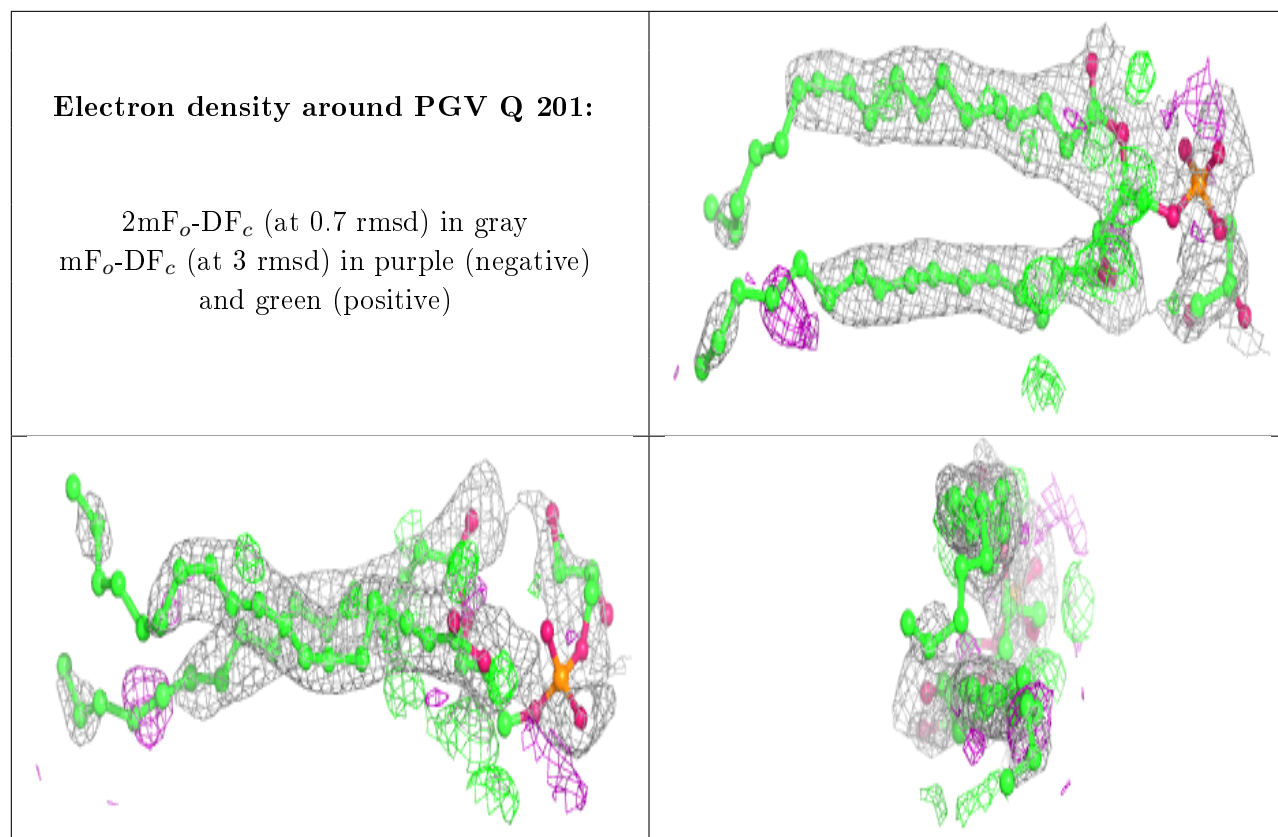 Electron density around PGV Q 201:
2mFₒ-DF𝒸 (at 0.7 rmsd) in gray
mFₒ-DF𝒸 (at 3 rmsd) in purple (negative)
and green (positive)